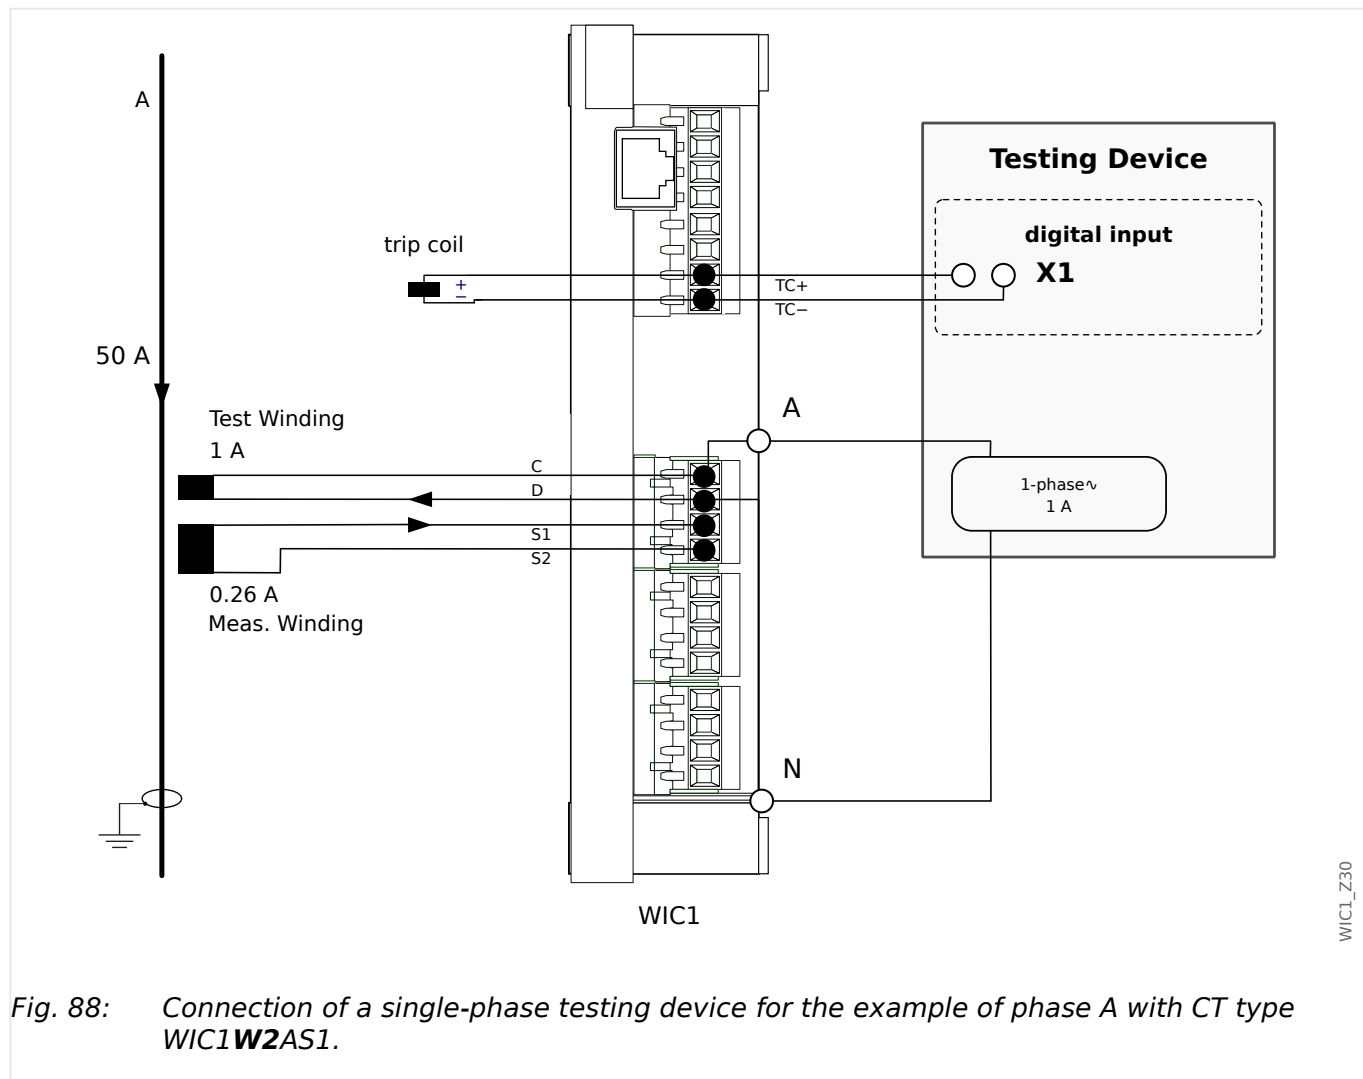 A
Testing Device
digital input
X1
trip coil
+
−
TC+
TC−
50 A
A
Test Winding
1 A
C
D
S1
S2
1-phase∿
1 A
0.26 A
Meas. Winding
N
WIC1
WIC1_Z30
Fig. 88: Connection of a single-phase testing device for the example of phase A with CT type
WIC1W2AS1.